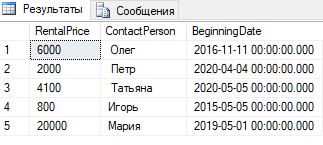 Результаты Сообщения
RentalPrice ContactPerson BeginningDate
1 6000 Олег 2016-11-11 00:00:00.000
2 2000 Петр 2020-04-04 00:00:00.000
3 4100 Татьяна 2020-05-05 00:00:00.000
4 800 Игорь 2015-05-05 00:00:00.000
5 20000 Мария 2019-05-01 00:00:00.000